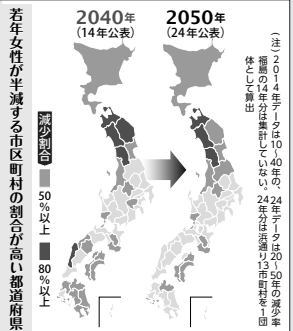 若年女性が半減する市区町村の割合が高い都道府県
2040年
(14年公表)
2050年
(24年公表)
(注)2014年データは10~40年の、24年データは20~50年の減少率
福島の14年分は集計していない。24年分は浜通り13市町村を1団
体として算出
減少割合
50%以上
80%以上